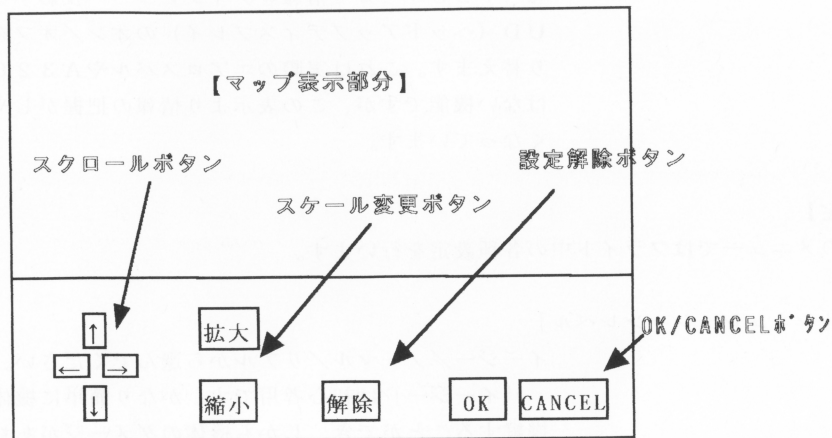 【マップ表示部分】
スクロールボタン
設定解除ボタン
スケール変更ボタン
OK/CANCELボタン
↑
拡大
← →
↓
縮小
解除
OK
CANCEL